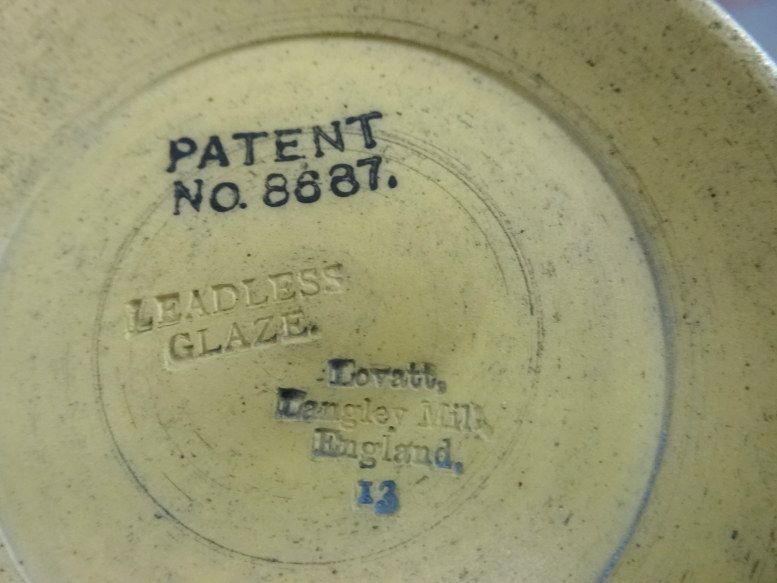 PATENT
NO. 8687.
LEADLESS
GLAZE.
Lovatt,
Langley Mill
England,
13